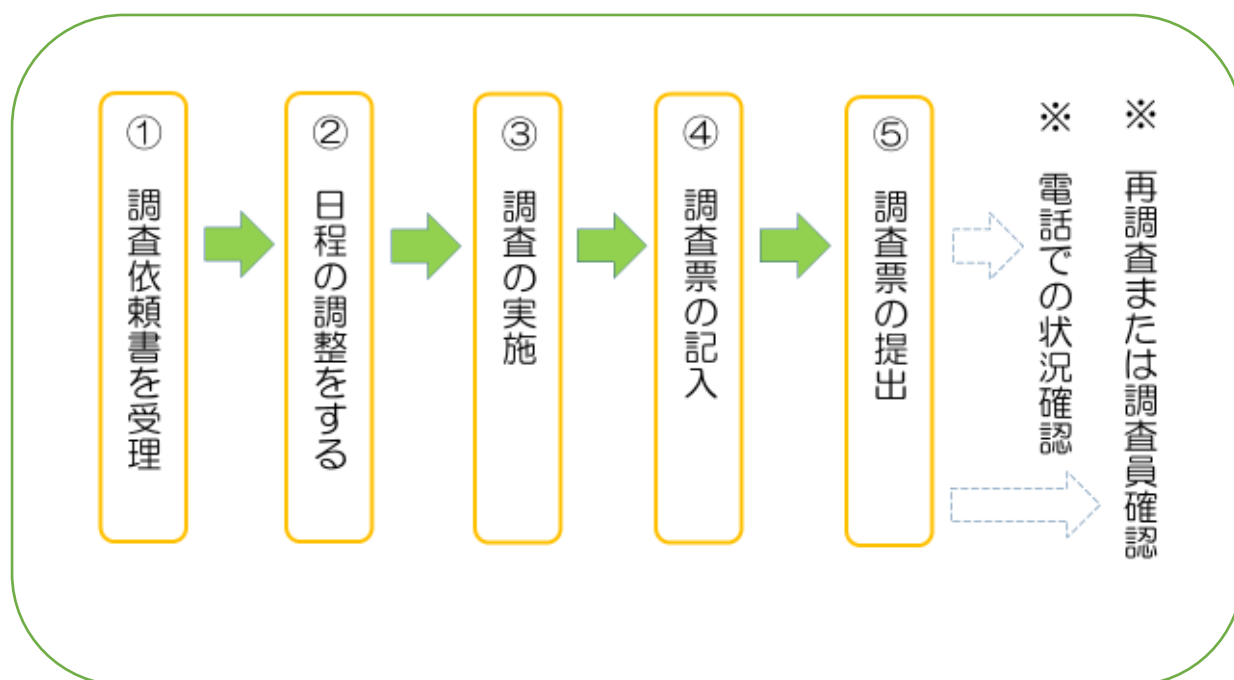 ① 調査依頼書を受理
② 日程の調整をする
③ 調査の実施
④ 調査票の記入
⑤ 調査票の提出
※ 電話での状況確認
※ 再調査または調査員確認